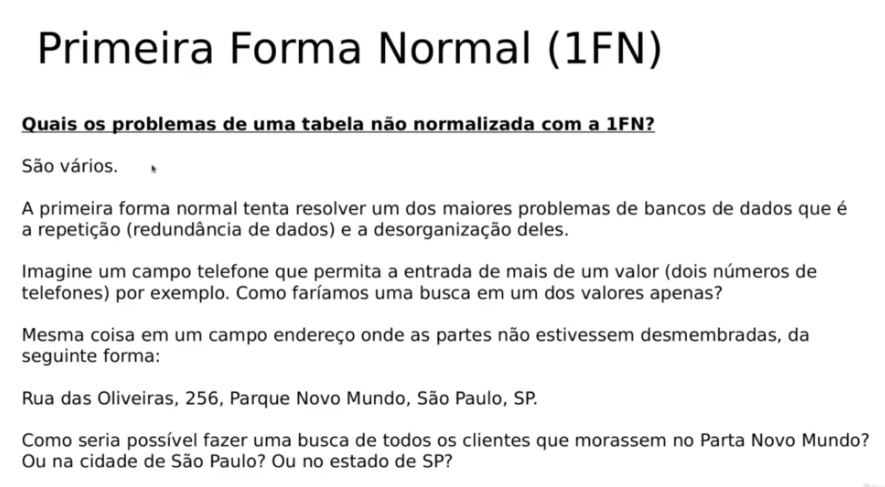 Primeira Forma Normal (1FN)
Quais os problemas de uma tabela não normalizada com a 1FN?
São vários.
A primeira forma normal tenta resolver um dos maiores problemas de bancos de dados que é
a repetição (redundância de dados) e a desorganização deles.
Imagine um campo telefone que permita a entrada de mais de um valor (dois números de
telefones) por exemplo. Como faríamos uma busca em um dos valores apenas?
Mesma coisa em um campo endereço onde as partes não estivessem desmembradas, da
seguinte forma:
Rua das Oliveiras, 256, Parque Novo Mundo, São Paulo, SP.
Como seria possível fazer uma busca de todos os clientes que morassem no Parta Novo Mundo?
Ou na cidade de São Paulo? Ou no estado de SP?